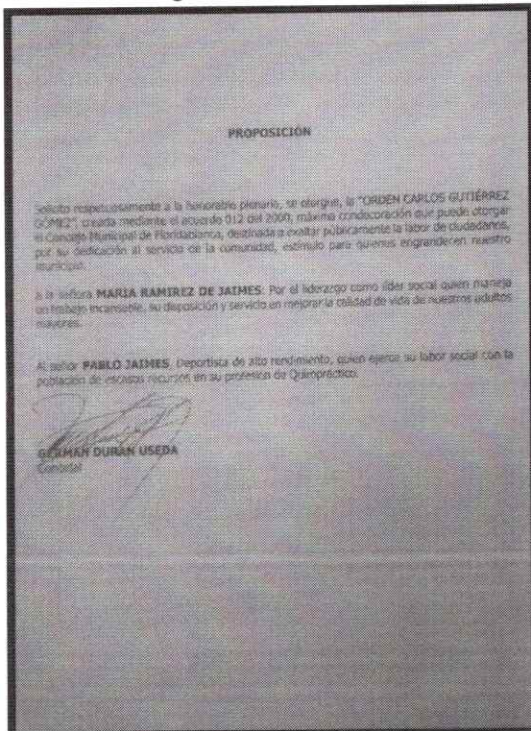 PROPOSICIÓN
Solicito respetuosamente a la honorable plenaria, se otorgue, la "ORDEN CARLOS GUTIÉRREZ
GÓMEZ", creada mediante el acuerdo 012 del 2000, máxima condecoración que puede otorgar
el Concejo Municipal de Floridablanca, destinada a exaltar públicamente la labor de ciudadanos,
por su dedicación al servicio de la comunidad, estímulo para quienes engrandecen nuestro
municipio.
A la señora MARIA RAMIREZ DE JAIMES: Por el liderazgo como líder social quien maneja
un trabajo incansable, su disposición y servicio en mejorar la calidad de vida de nuestros adultos
mayores.
Al señor PABLO JAIMES, Deportista de alto rendimiento, quien ejerce su labor social con la
población de escasos recursos en su profesión de Quiropráctico.
GERMAN DURAN USEDA
Concejal